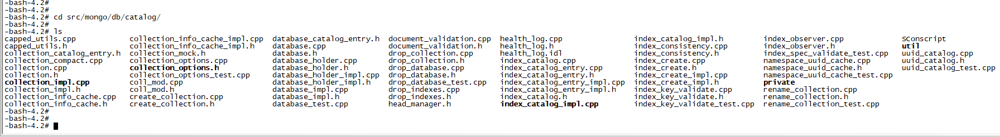 -bash-4.2#
-bash-4.2#
-bash-4.2# cd src/mongo/db/catalog/
-bash-4.2#
-bash-4.2# ls
capped_utils.cpp collection_info_cache_impl.cpp database_catalog_entry.h document_validation.cpp health_log.cpp index_catalog_impl.h index_observer.cpp SConscript
capped_utils.h collection_info_cache_impl.h database.cpp document_validation.h health_log.h index_consistency.cpp index_observer.h util
collection_catalog_entry.h collection_mock.h database.h drop_collection.cpp health_log.idl index_consistency.h index_spec_validate_test.cpp uuid_catalog.cpp
collection_compact.cpp collection_options.cpp database_holder.cpp drop_collection.h index_catalog.cpp index_create.cpp namespace_uuid_cache.cpp uuid_catalog.h
collection.cpp collection_options.h database_holder.h drop_database.cpp index_catalog_entry.cpp index_create.h namespace_uuid_cache.h uuid_catalog_test.cpp
collection.h collection_options_test.cpp database_holder_impl.cpp drop_database.h index_catalog_entry.h index_create_impl.cpp namespace_uuid_cache_test.cpp
collection_impl.cpp coll_mod.cpp database_holder_impl.h drop_database_test.cpp index_catalog_entry_impl.cpp index_create_impl.h private
collection_impl.h coll_mod.h database_impl.cpp drop_indexes.cpp index_catalog_entry_impl.h index_key_validate.cpp rename_collection.cpp
collection_info_cache.cpp create_collection.cpp database_impl.h drop_indexes.h index_catalog.h index_key_validate.h rename_collection.h
collection_info_cache.h create_collection.h database_test.cpp head_manager.h index_catalog_impl.cpp index_key_validate_test.cpp rename_collection_test.cpp
-bash-4.2#
-bash-4.2#
-bash-4.2#